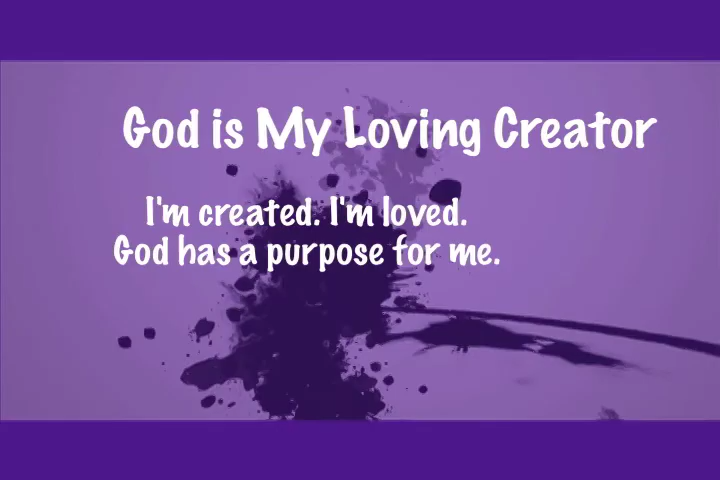 God is My Loving Creator
I'm created. I'm loved.
God has a purpose for me.